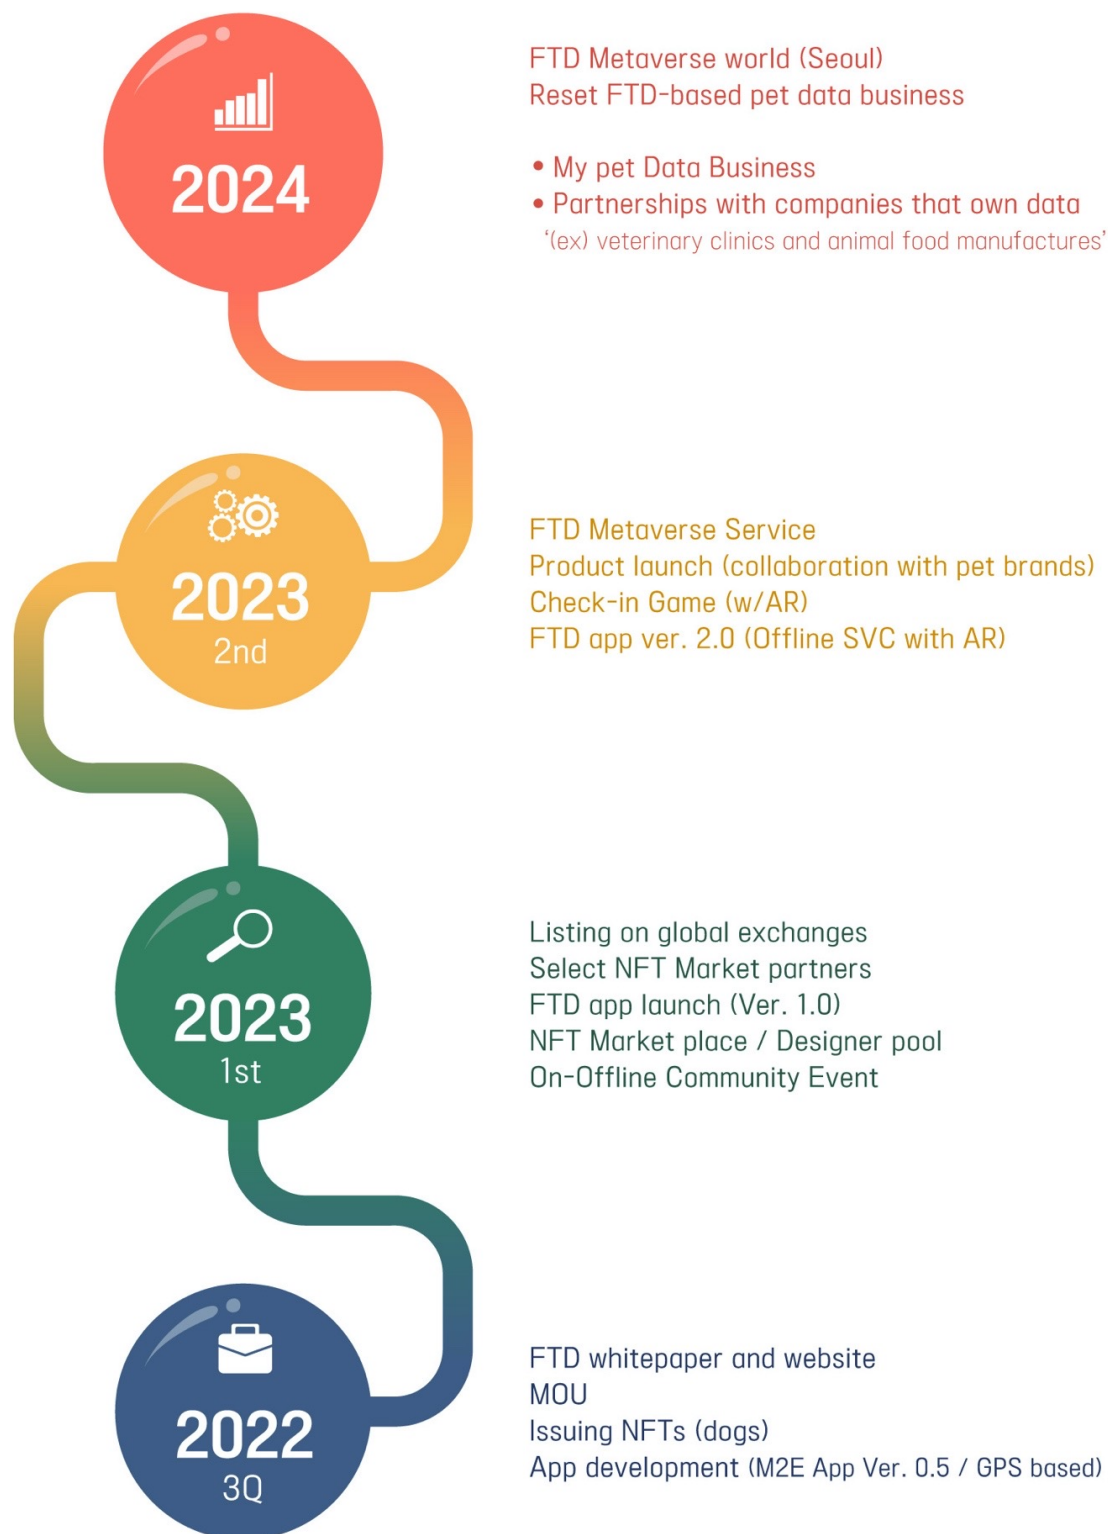 2024
FTD Metaverse world (Seoul)
Reset FTD-based pet data business
• My pet Data Business
• Partnerships with companies that own data
‘(ex) veterinary clinics and animal food manufactures’
2023
2nd
FTD Metaverse Service
Product launch (collaboration with pet brands)
Check-in Game (w/AR)
FTD app ver. 2.0 (Offline SVC with AR)
2023
1st
Listing on global exchanges
Select NFT Market partners
FTD app launch (Ver. 1.0)
NFT Market place / Designer pool
On-Offline Community Event
2022
3Q
FTD whitepaper and website
MOU
Issuing NFTs (dogs)
App development (M2E App Ver. 0.5 / GPS based)